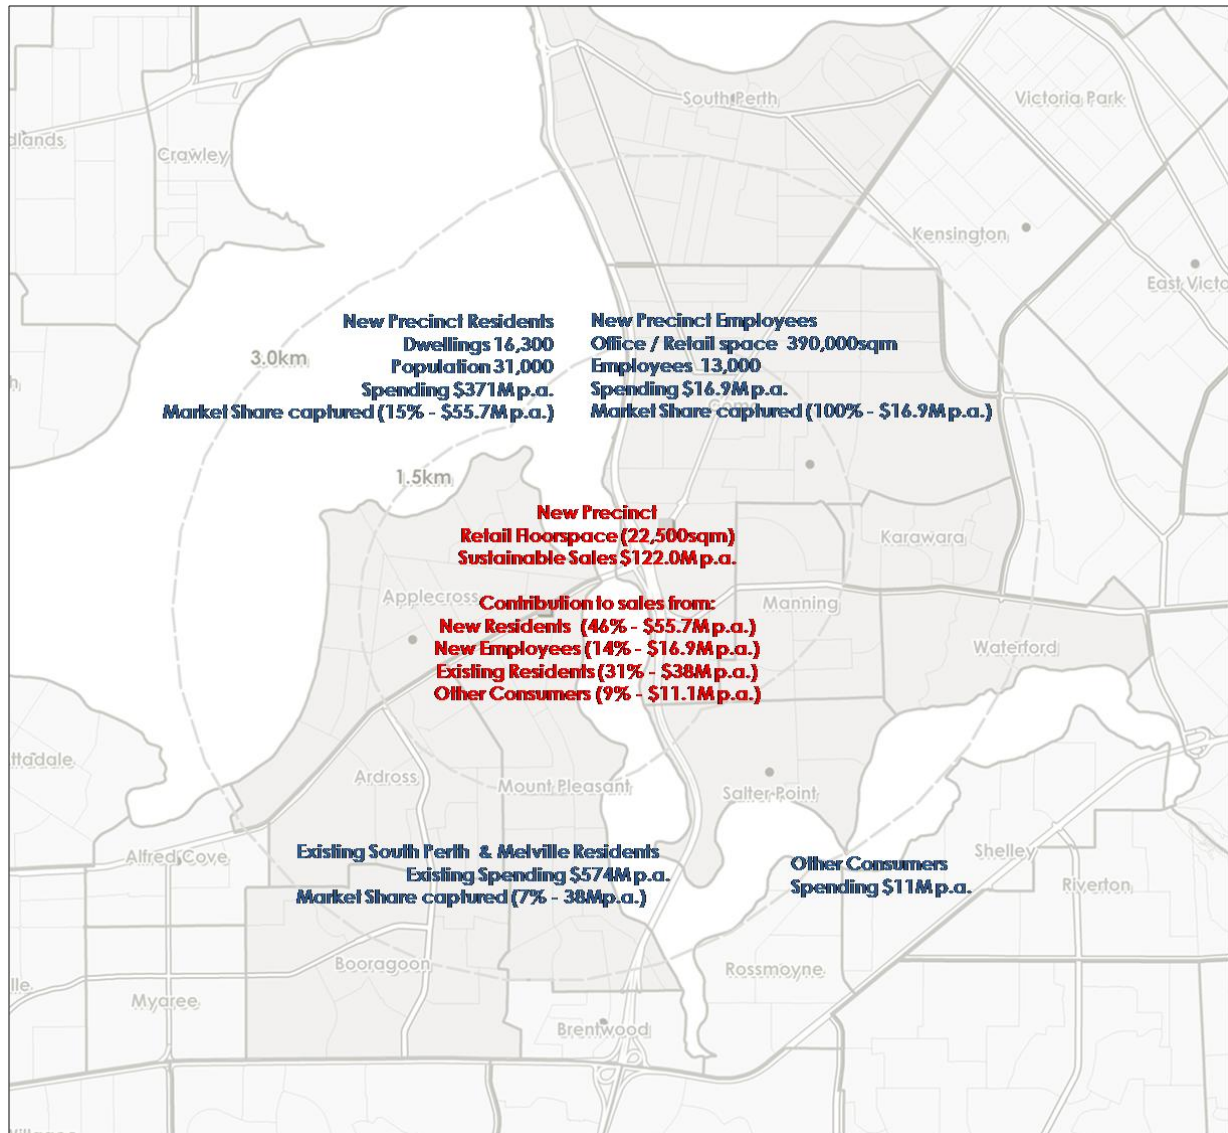 South Perth
Victoria Park
Crawley
Kensington
New Precinct Residents
Dwellings 16,300
Population 31,000
Spending $371M p.a.
Market Share captured (15% - $55.7M p.a.)
New Precinct Employees
Office / Retail space 390,000sqm
Employees 13,000
Spending $16.9M p.a.
Market Share captured (100% - $16.9M p.a.)
3.0km
1.5km
New Precinct
Retail Floorspace (22,500sqm)
Sustainable Sales $122.0M p.a.
Karawara
Applecross
Manning
Waterford
Contribution to sales from:
New Residents (46% - $55.7M p.a.)
New Employees (14% - $16.9M p.a.)
Existing Residents (31% - $38M p.a.)
Other Consumers (9% - $11.1M p.a.)
ttadale
Ardross
Mount Pleasant
Salter Point
Alfred Cove
Existing South Perth & Melville Residents
Existing Spending $574M p.a.
Market Share captured (7% - 38Mp.a.)
Other Consumers
Spending $11M p.a.
Shelley
Riverton
Booragoon
Rossmoyne
Myaree
Brentwood